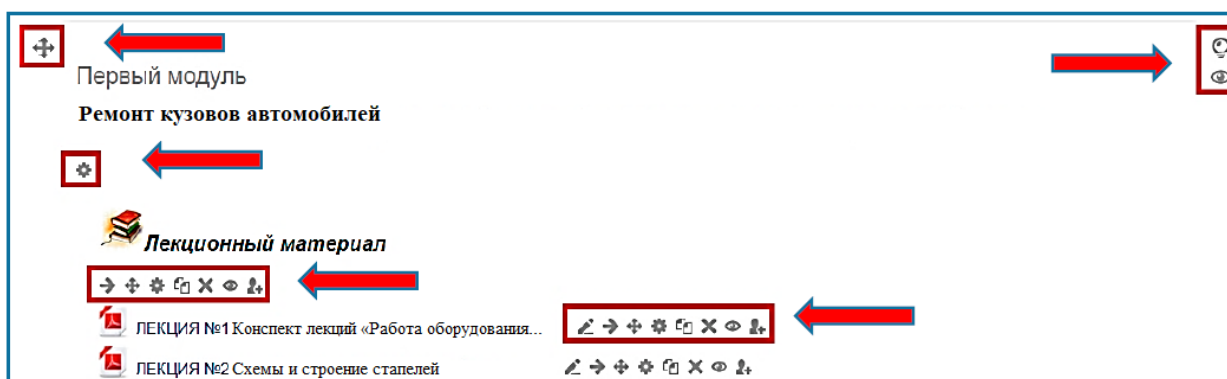 Первый модуль
Ремонт кузовов автомобилей
Лекционный материал
ЛЕКЦИЯ №1 Конспект лекций «Работа оборудования...
ЛЕКЦИЯ №2 Схемы и строение стапелей